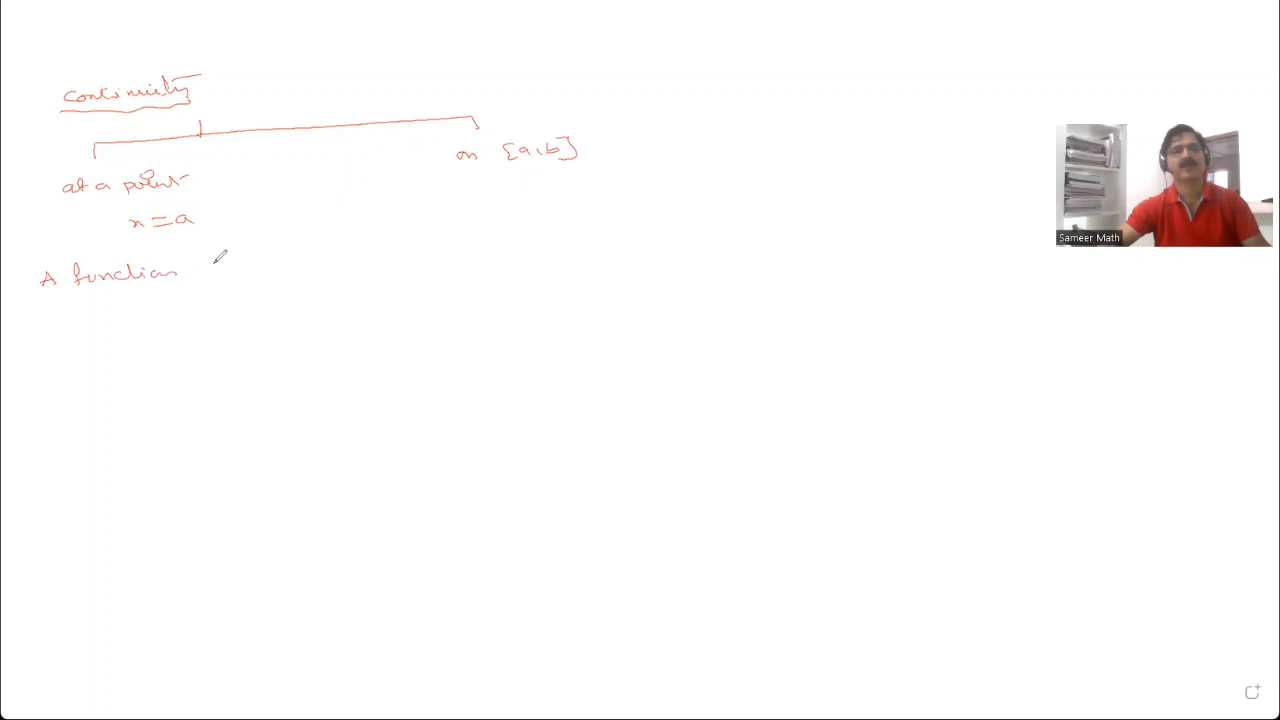 continuity
at a point
on [a,b]
x=a
A function
Sameer Math